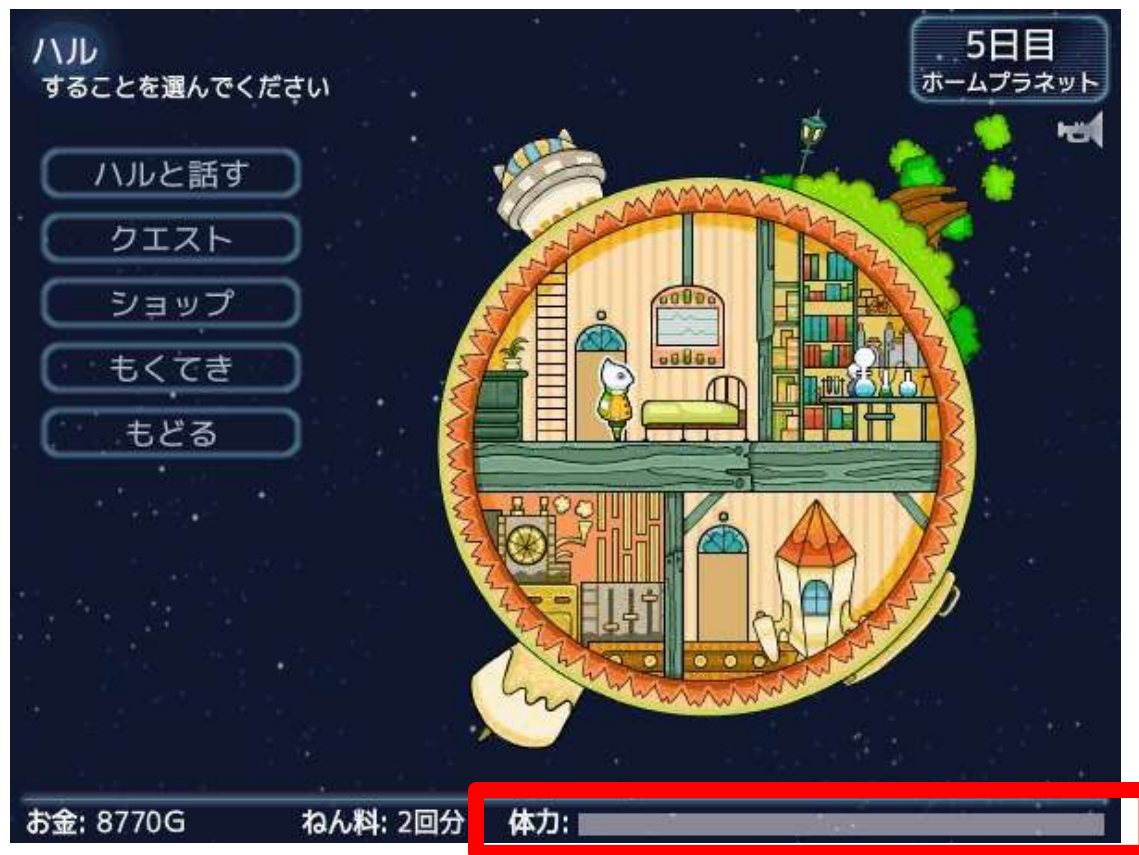 ハル
することを選んでください
5日目
ホームプラネット
ハルと話す
クエスト
ショップ
もくてき
もどる
お金: 8770G ねん料: 2回分 体力: